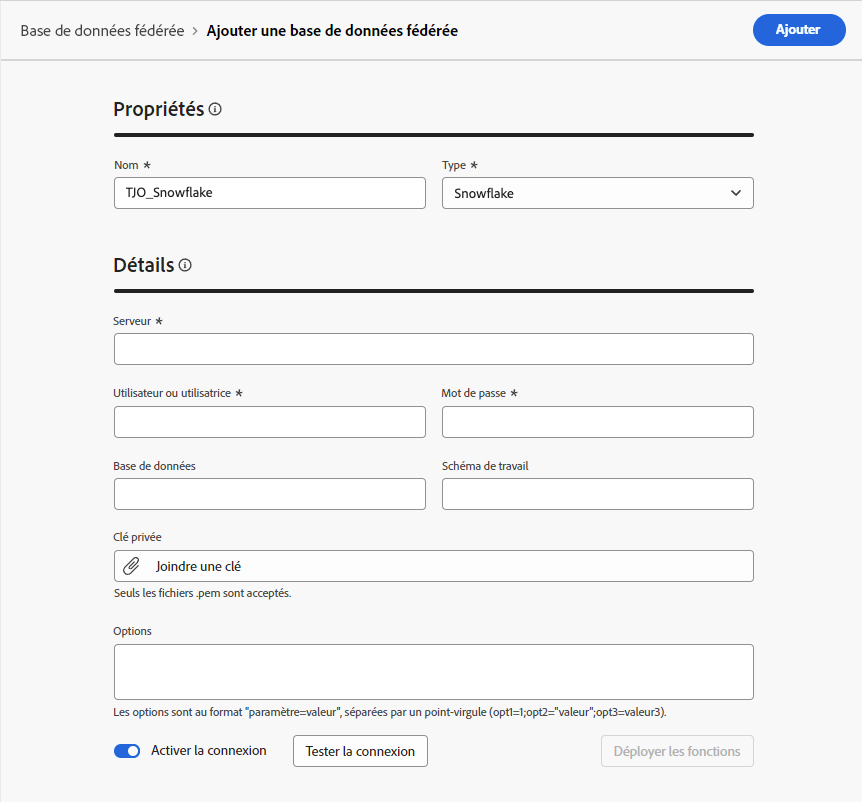 Base de données fédérée > Ajouter une base de données fédérée
Ajouter
Propriétés
Nom *
Type *
TJO_Snowflake
Snowflake
Détails
Serveur *
Utilisateur ou utilisatrice *
Mot de passe *
Base de données
Schéma de travail
Clé privée
Joindre une clé
Seuls les fichiers .pem sont acceptés.
Options
Les options sont au format "paramètre=valeur", séparées par un point-virgule (opt1=1;opt2="valeur";opt3=valeur3).
Activer la connexion
Tester la connexion
Déployer les fonctions